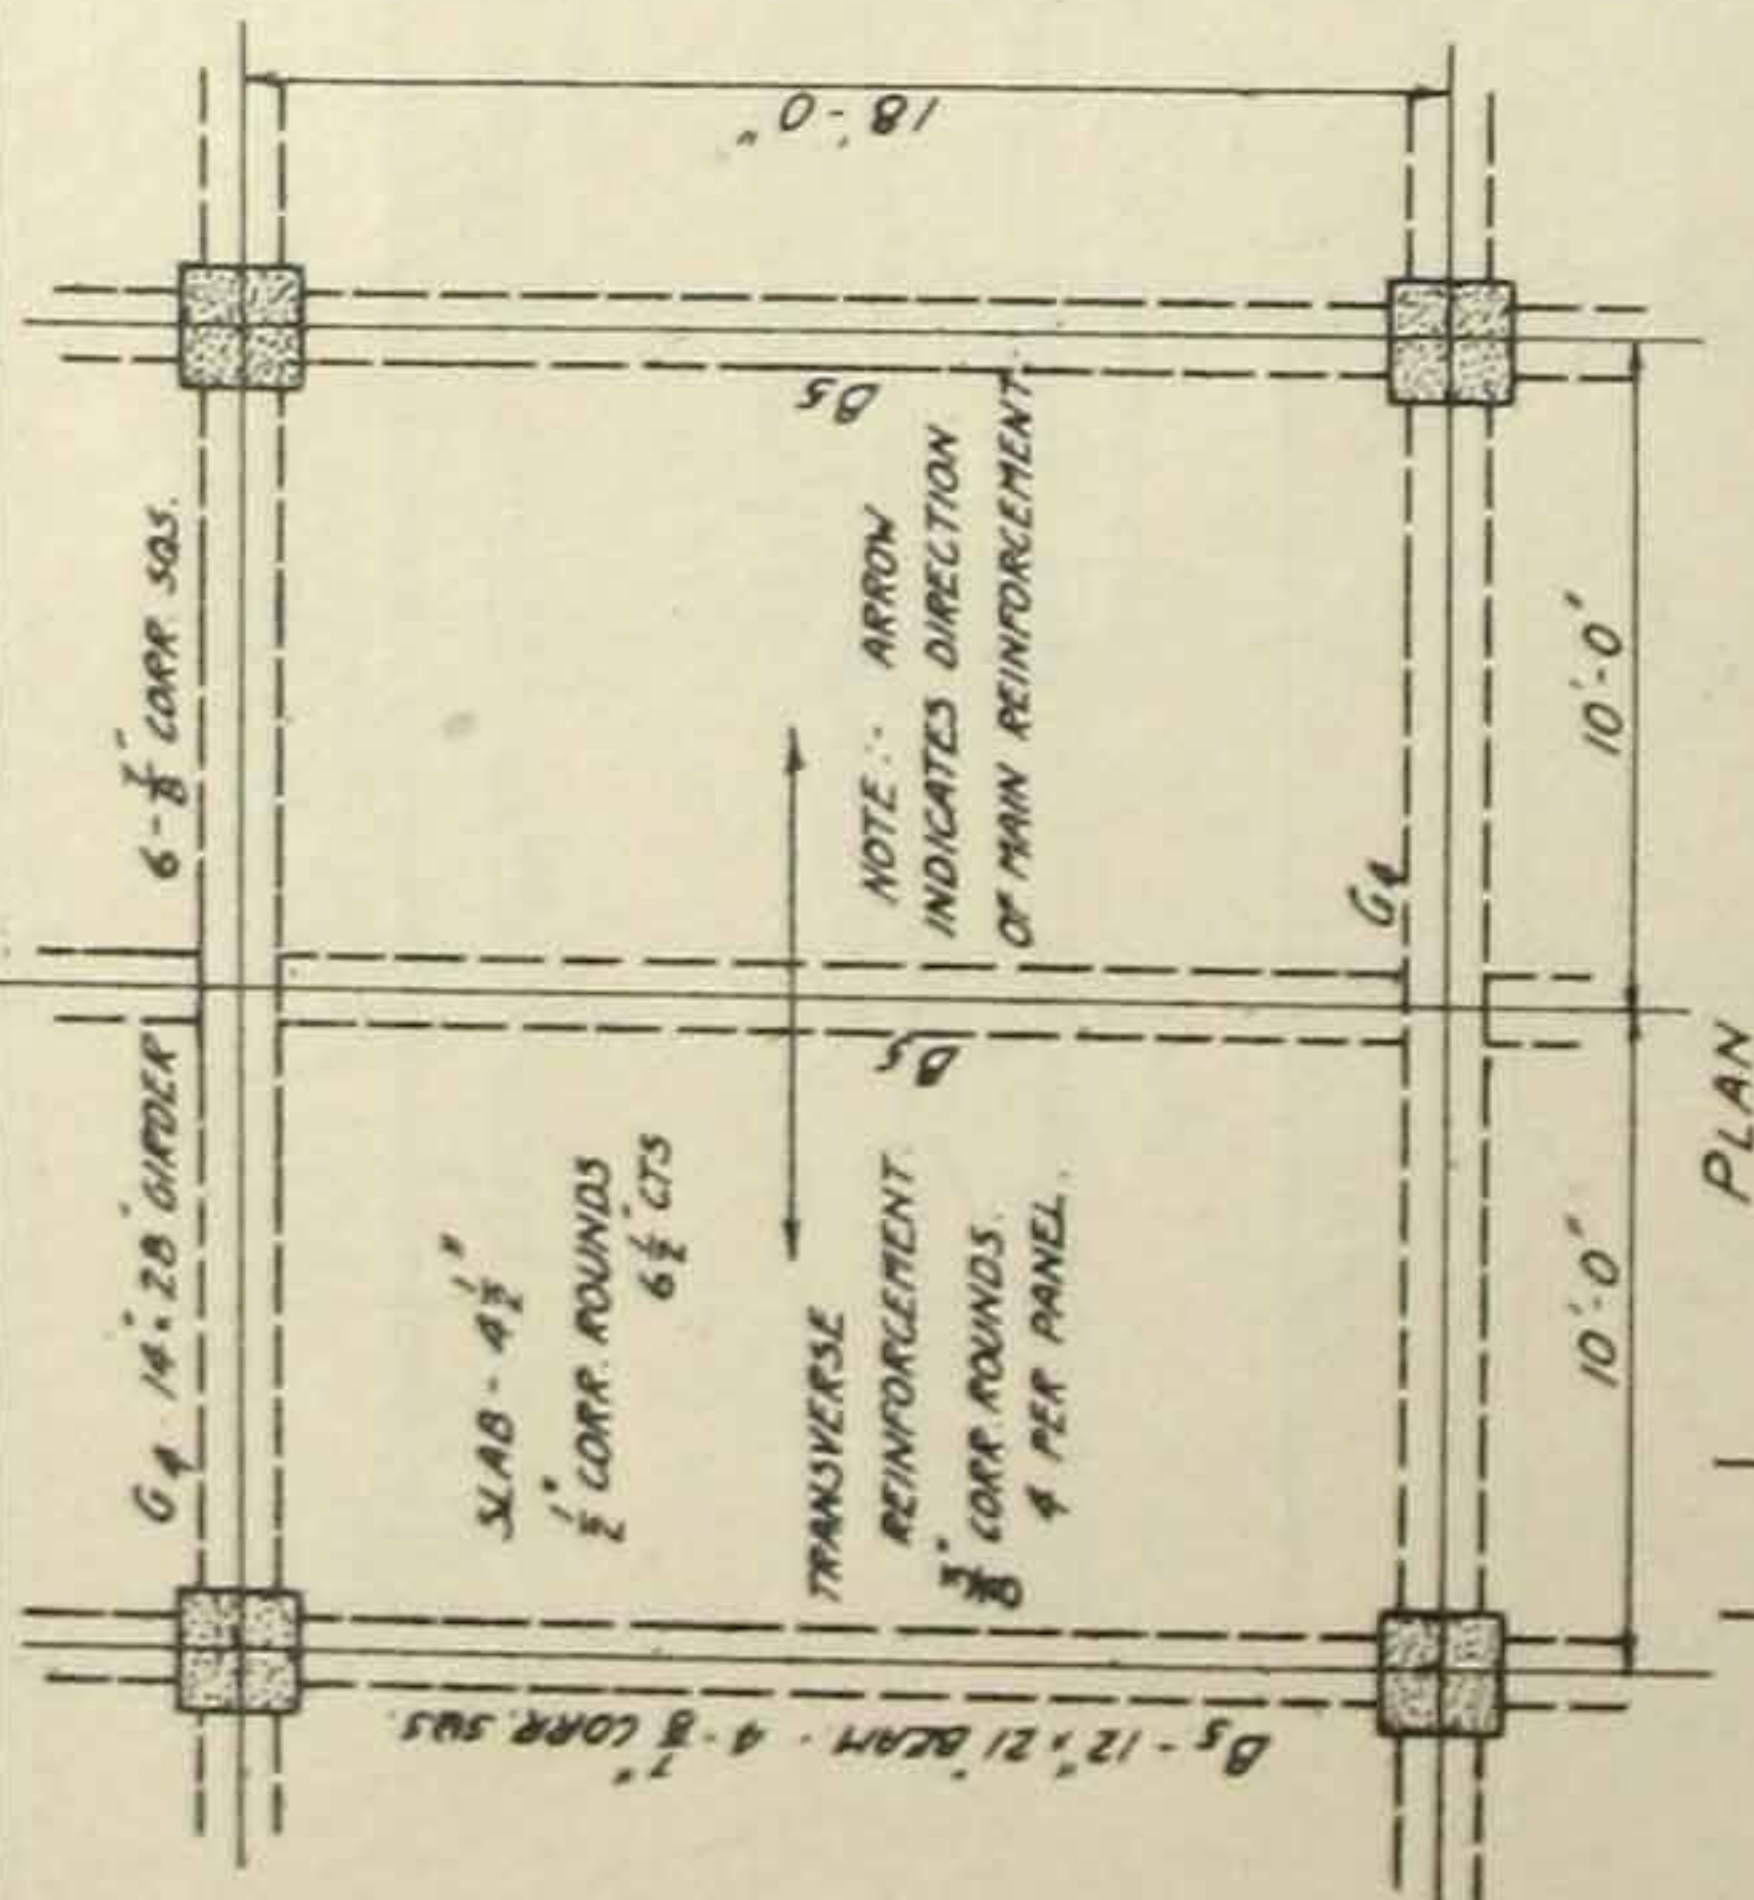 18'-0"
G4 14"x28" GIRDER
6-7/8" CORR SQS.
SLAB - 4 1/2"
1/2" CORR. ROUNDS
6 1/2" CTS
TRANSVERSE
REINFORCEMENT.
3/8" CORR. ROUNDS.
4 PER PANEL.
NOTE:- ARROW
INDICATES DIRECTION
OF MAIN REINFORCEMENT.
B5
B5
G4
B5 - 12"x21" BEAM - 4-7/8" CORR. SQS.
10'-0"
10'-0"
PLAN